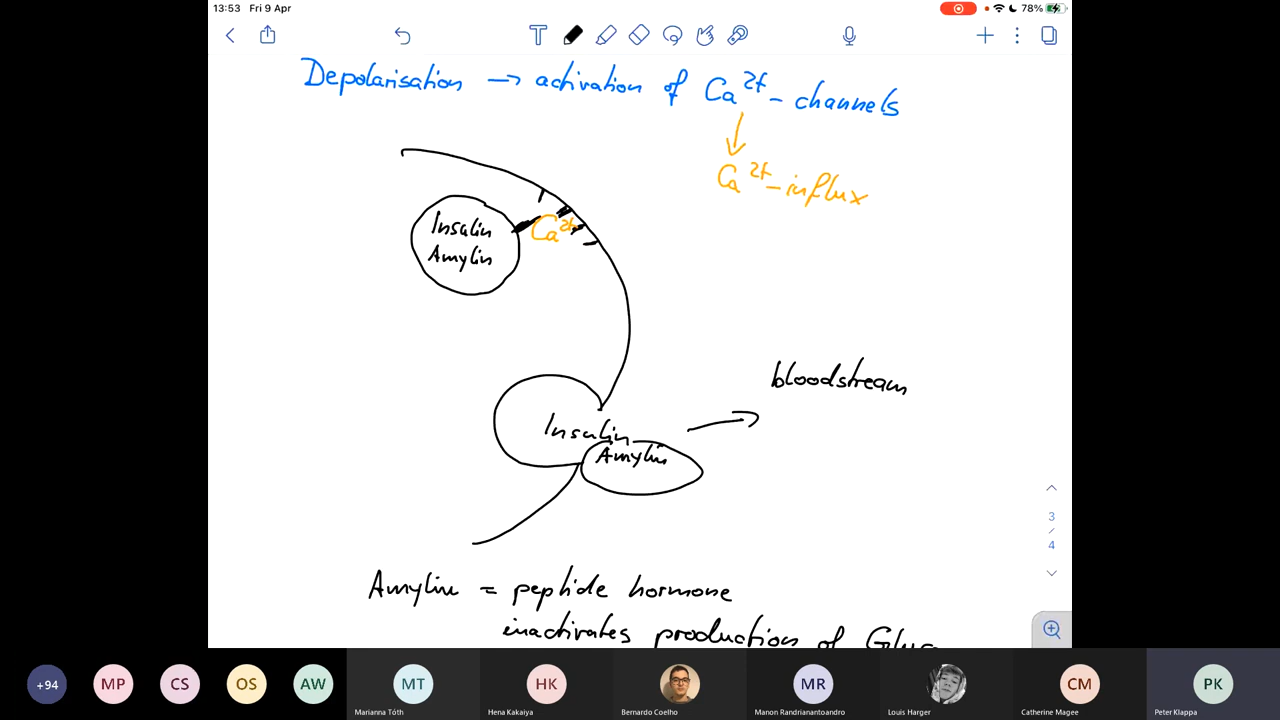 13:53 Fri 9 Apr
78%
Depolarisation → activation of Ca2+ - channels
Ca2+ - influx
Insulin
Amylin
Ca2+
bloodstream
Insulin
Amylin
3
/
4
Amylin = peptide hormone
inactivates production of Gluc
+94
MP
CS
OS
AW
MT
HK
MR
CM
PK
Marianna Tóth
Hena Kakaiya
Bernardo Coelho
Manon Randrianantoandro
Louis Harger
Catherine Magee
Peter Klappa